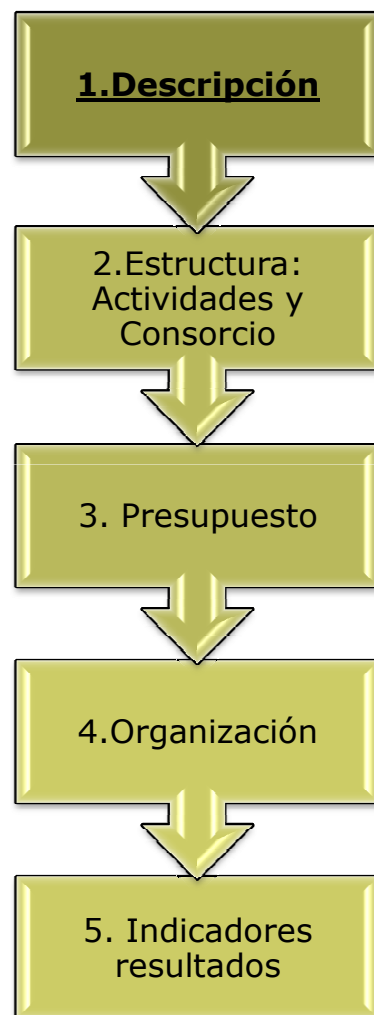 1.Descripción
2.Estructura:
Actividades y
Consorcio
3. Presupuesto
4.Organización
5. Indicadores
resultados